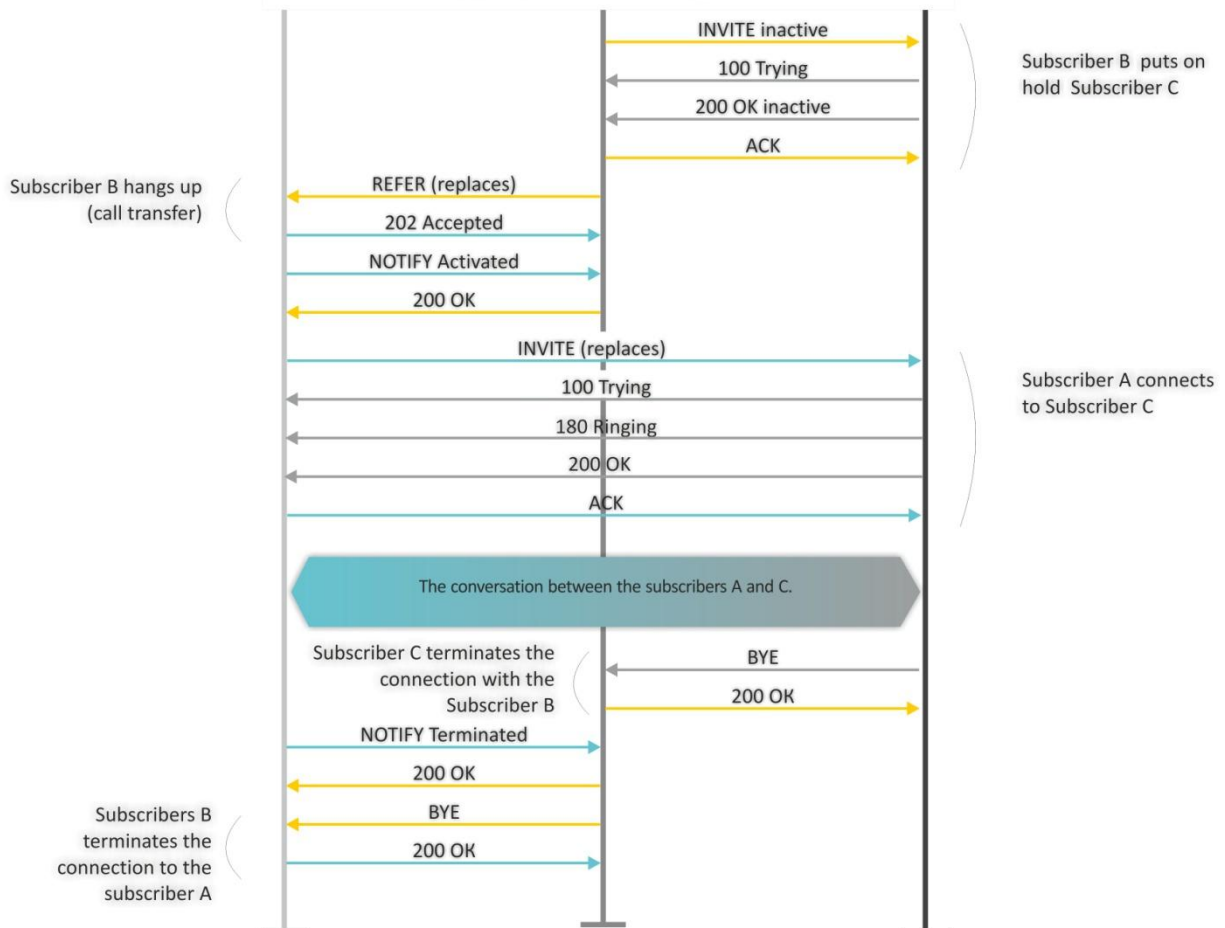 INVITE inactive
100 Trying
200 OK inactive
ACK
Subscriber B puts on
hold Subscriber C
REFER (replaces)
202 Accepted
NOTIFY Activated
200 OK
Subscriber B hangs up
(call transfer)
INVITE (replaces)
100 Trying
180 Ringing
200 OK
ACK
Subscriber A connects
to Subscriber C
The conversation between the subscribers A and C.
Subscriber C terminates the
connection with the
Subscriber B
BYE
200 OK
NOTIFY Terminated
200 OK
BYE
200 OK
Subscribers B
terminates the
connection to the
subscriber A